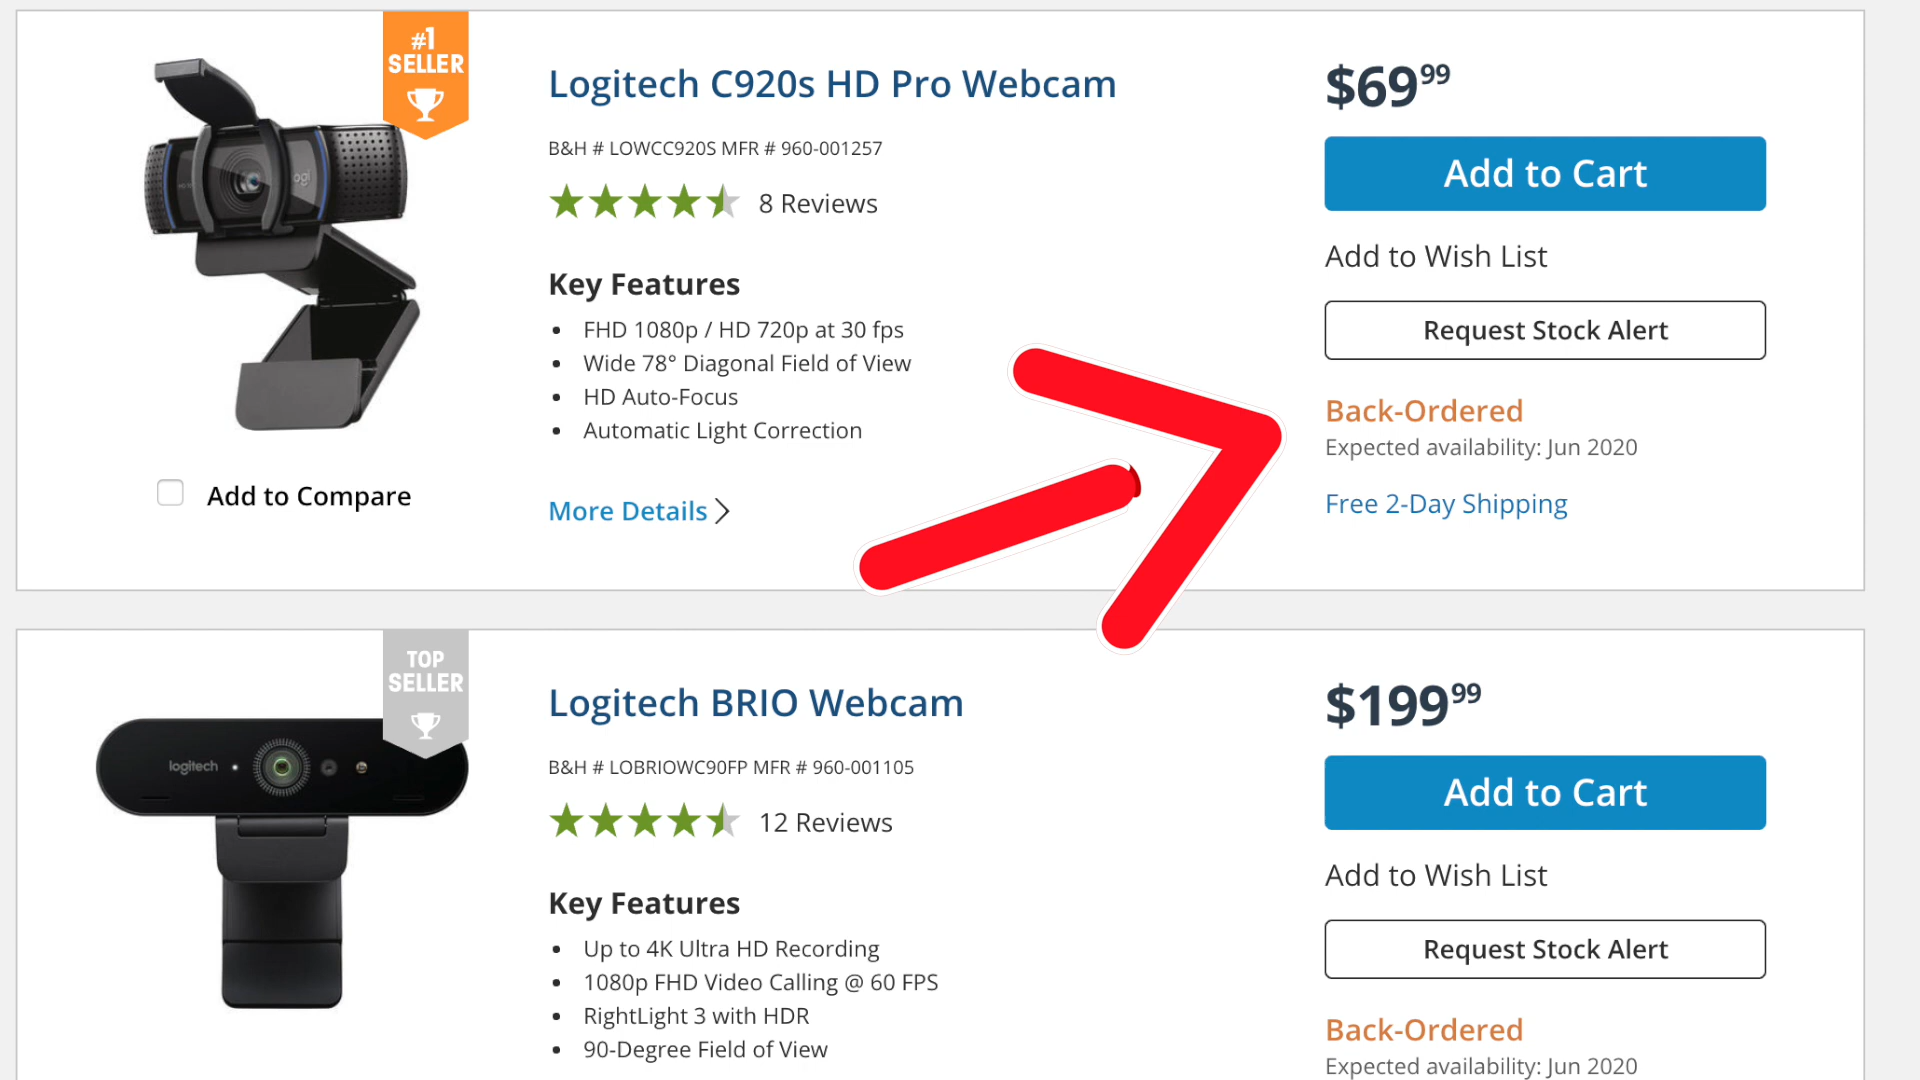 #1
SELLER
Logitech C920s HD Pro Webcam
B&H # LOWCC920S MFR # 960-001257
8 Reviews
Key Features
FHD 1080p / HD 720p at 30 fps
Wide 78° Diagonal Field of View
HD Auto-Focus
Automatic Light Correction
More Details
logi
Add to Compare
$69 99
Add to Cart
Add to Wish List
Request Stock Alert
Back-Ordered
Expected availability: Jun 2020
Free 2-Day Shipping
TOP
SELLER
logitech
Logitech BRIO Webcam
B&H # LOBRIOWC90FP MFR # 960-001105
12 Reviews
Key Features
Up to 4K Ultra HD Recording
1080p FHD Video Calling @ 60 FPS
RightLight 3 with HDR
90-Degree Field of View
$199 99
Add to Cart
Add to Wish List
Request Stock Alert
Back-Ordered
Expected availability: Jun 2020